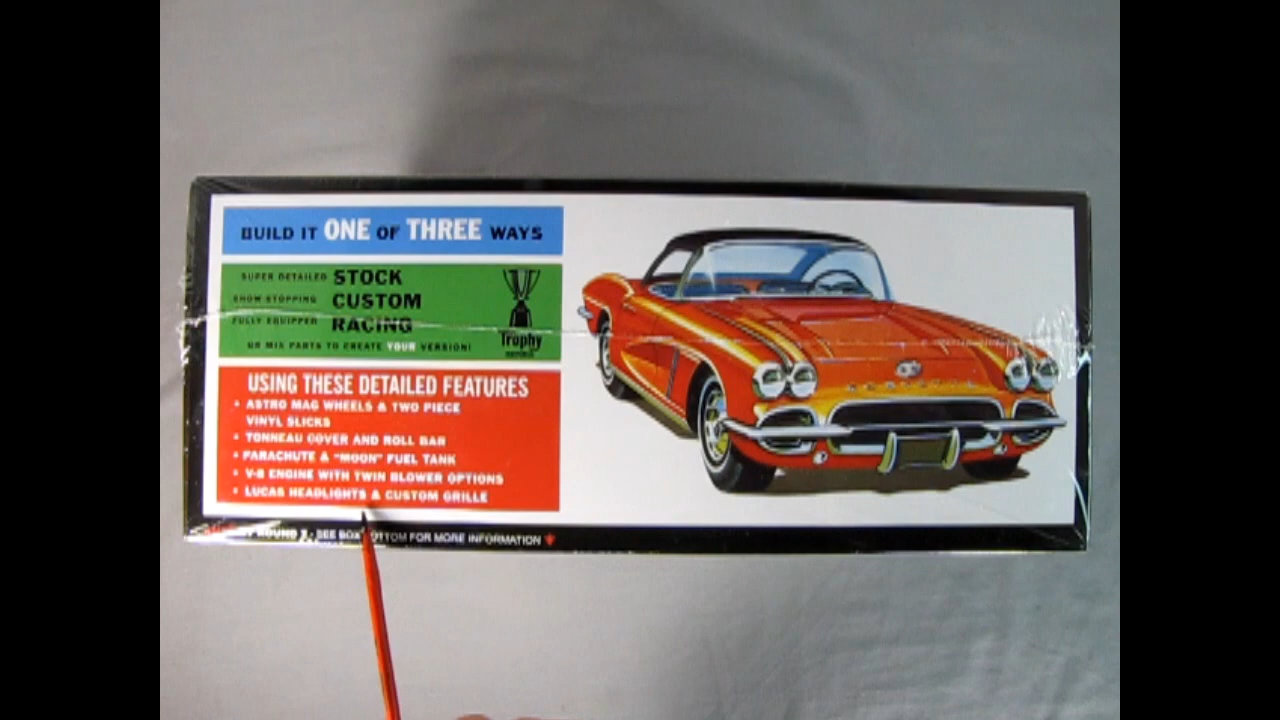 BUILD IT ONE OF THREE WAYS
SUPER DETAILED STOCK
SHOW-STOPPING CUSTOM
FULLY EQUIPPED RACING
OR MIX PARTS TO CREATE YOUR VERSION!
Trophy
series
USING THESE DETAILED FEATURES
• ASTRO MAG WHEELS & TWO PIECE
VINYL SLICKS
• TONNEAU COVER AND ROLL BAR
• PARACHUTE & "MOON" FUEL TANK
• V-8 ENGINE WITH TWIN BLOWER OPTIONS
• LUCAS HEADLIGHTS & CUSTOM GRILLE
ROUND 2 - SEE BOX BOTTOM FOR MORE INFORMATION